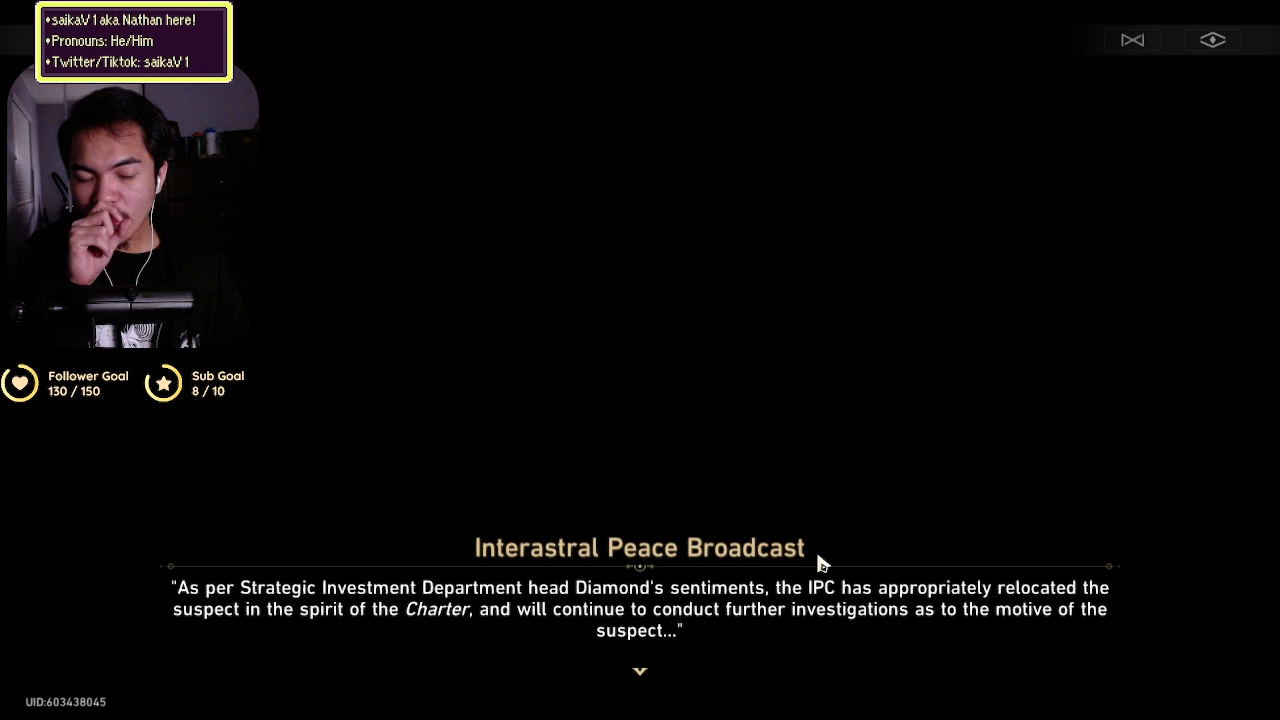 •saikaV1 aka Nathan here!
•Pronouns: He/Him
•Twitter/Tiktok: saikaV1
Follower Goal
130 / 150
Sub Goal
8 / 10
Interastral Peace Broadcast
"As per Strategic Investment Department head Diamond's sentiments, the IPC has appropriately relocated the
suspect in the spirit of the Charter, and will continue to conduct further investigations as to the motive of the
suspect..."
UID:603438045